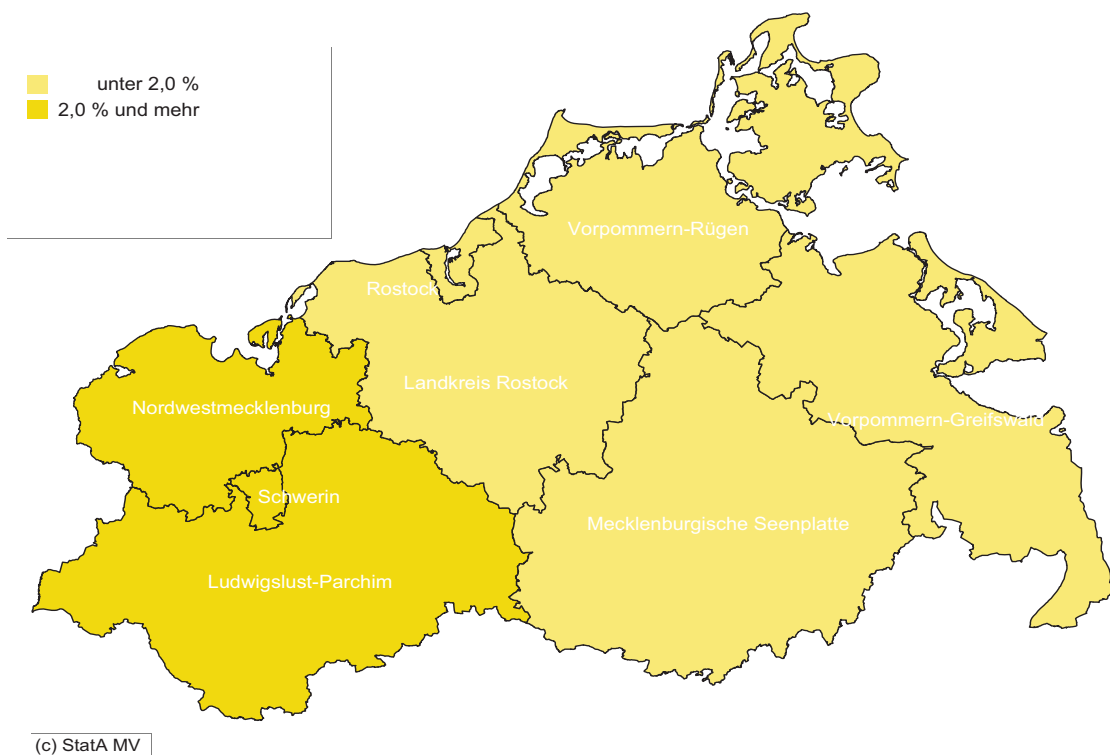 unter 2,0 %
2,0 % und mehr
Vorpommern-Rügen
Rostock
Landkreis Rostock
Nordwestmecklenburg
Vorpommern-Greifswald
Schwerin
Mecklenburgische Seenplatte
Ludwigslust-Parchim
(c) StatA MV